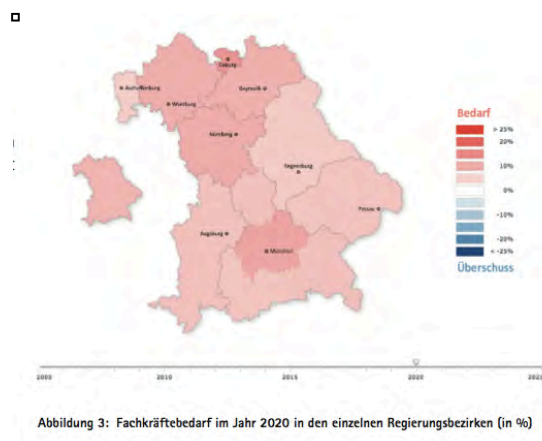 Coburg
Aschaffenburg
Bayreuth
Würzburg
Nürnberg
Regensburg
Passau
Augsburg
München
Bedarf
> 25%
20%
10%
0%
-10%
-20%
< -25%
Überschuss
2005 2010 2015 2020 2025
Abbildung 3: Fachkräftebedarf im Jahr 2020 in den einzelnen Regierungsbezirken (in %)